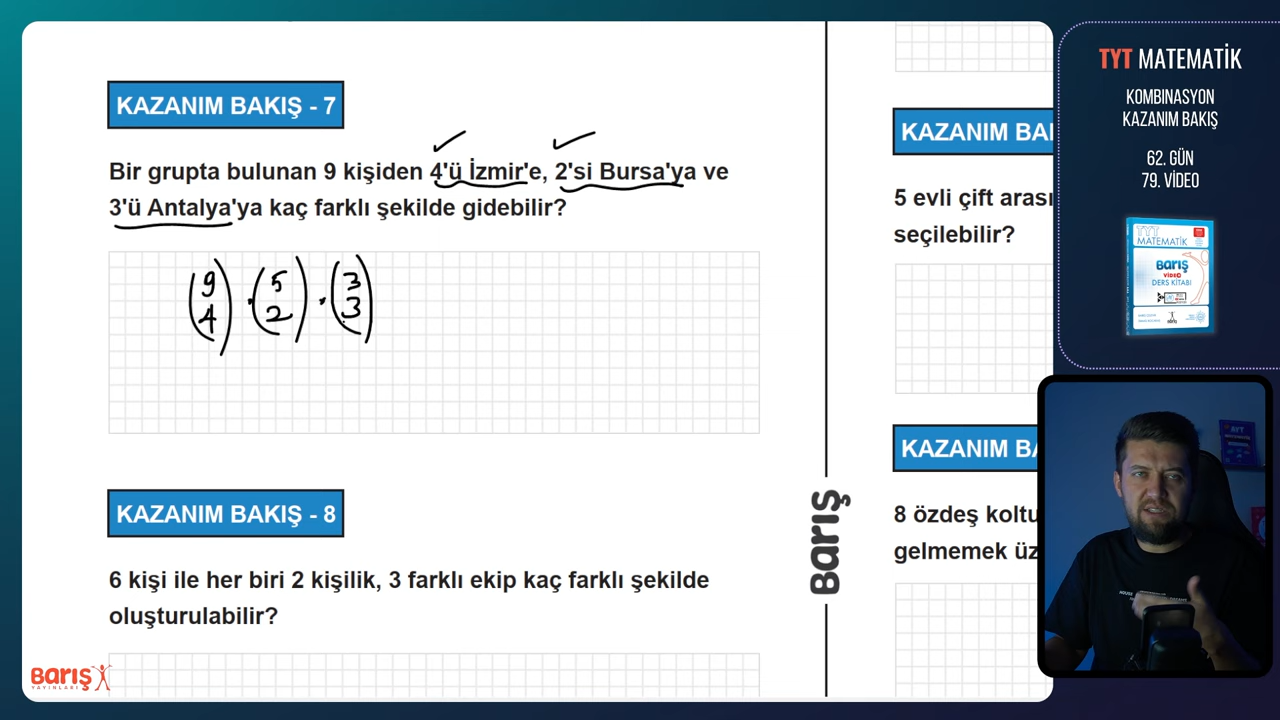 KAZANIM BAKIŞ - 7
Bir grupta bulunan 9 kişiden 4'ü İzmir'e, 2'si Bursa'ya ve
3'ü Antalya'ya kaç farklı şekilde gidebilir?
(9 4) . (5 2) . (3 3)
KAZANIM BAKIŞ - 8
6 kişi ile her biri 2 kişilik, 3 farklı ekip kaç farklı şekilde
oluşturulabilir?
BARIŞ
YAYINLARI
Barış
KAZANIM BA
5 evli çift arası
seçilebilir?
KAZANIM BA
8 özdeş koltu
gelmemek üz
TYT MATEMATİK
KOMBINASYON
KAZANIM BAKIŞ
62. GÜN
79. VİDEO
TYT
MATEMATİK
Barış
VİDEO
DERS KİTABI